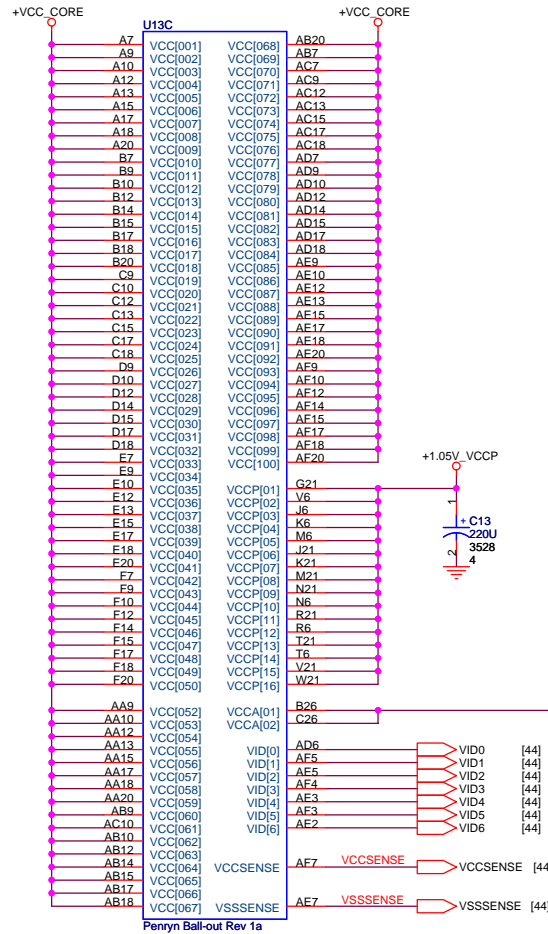 +VCC_CORE +VCC_CORE
U13C
A7 VCC[001] VCC[068] AB20
A9 VCC[002] VCC[069] AB7
A10 VCC[003] VCC[070] AC7
A12 VCC[004] VCC[071] AC9
A13 VCC[005] VCC[072] AC12
A15 VCC[006] VCC[073] AC13
A17 VCC[007] VCC[074] AC15
A18 VCC[008] VCC[075] AC17
A20 VCC[009] VCC[076] AC18
B7 VCC[010] VCC[077] AD7
B9 VCC[011] VCC[078] AD9
B10 VCC[012] VCC[079] AD10
B12 VCC[013] VCC[080] AD12
B14 VCC[014] VCC[081] AD14
B15 VCC[015] VCC[082] AD15
B17 VCC[016] VCC[083] AD17
B18 VCC[017] VCC[084] AD18
B20 VCC[018] VCC[085] AE9
C9 VCC[019] VCC[086] AE10
C10 VCC[020] VCC[087] AE12
C12 VCC[021] VCC[088] AE13
C13 VCC[022] VCC[089] AE15
C15 VCC[023] VCC[090] AE17
C17 VCC[024] VCC[091] AE18
C18 VCC[025] VCC[092] AE20
D9 VCC[026] VCC[093] AF9
D10 VCC[027] VCC[094] AF10
D12 VCC[028] VCC[095] AF12
D14 VCC[029] VCC[096] AF14
D15 VCC[030] VCC[097] AF15
D17 VCC[031] VCC[098] AF17
D18 VCC[032] VCC[099] AF18
E7 VCC[033] VCC[100] AF20
+1.05V_VCCP
E9 VCC[034]
E10 VCC[035] VCCP[01] G21
E12 VCC[036] VCCP[02] V6 1
E13 VCC[037] VCCP[03] J6 + C13
E15 VCC[038] VCCP[04] K6 220U
E17 VCC[039] VCCP[05] M6 3528
E18 VCC[040] VCCP[06] J21 2 4
E20 VCC[041] VCCP[07] K21
F7 VCC[042] VCCP[08] M21
F9 VCC[043] VCCP[09] N21
F10 VCC[044] VCCP[10] N6
F12 VCC[045] VCCP[11] R21
F14 VCC[046] VCCP[12] R6
F15 VCC[047] VCCP[13] T21
F17 VCC[048] VCCP[14] T6
F18 VCC[049] VCCP[15] V21
F20 VCC[050] VCCP[16] W21
AA9 VCC[052] VCCA[01] B26
AA10 VCC[053] VCCA[02] C26
AA12 VCC[054]
AA13 VCC[055] VID[0] AD6 VID0 [44]
AA15 VCC[056] VID[1] AF5 VID1 [44]
AA17 VCC[057] VID[2] AE5 VID2 [44]
AA18 VCC[058] VID[3] AF4 VID3 [44]
AA20 VCC[059] VID[4] AE3 VID4 [44]
AB9 VCC[060] VID[5] AF3 VID5 [44]
AC10 VCC[061] VID[6] AE2 VID6 [44]
AB10 VCC[062]
AB12 VCC[063]
AB14 VCC[064] VCCSENSE AF7 VCCSENSE VCCSENSE [44
AB15 VCC[065]
AB17 VCC[066]
AB18 VCC[067] VSSSENSE AE7 VSSSENSE VSSSENSE [44]
Penryn Ball-out Rev 1a